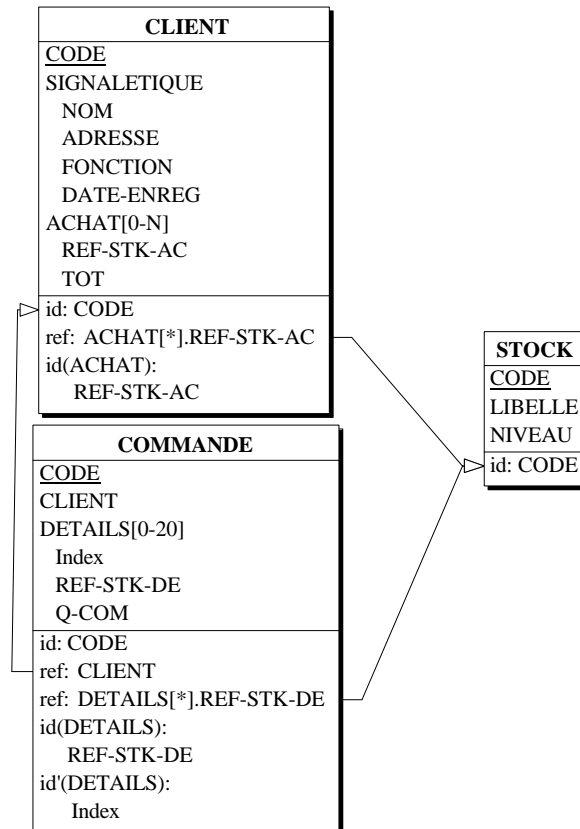 CLIENT
CODE
SIGNALETIQUE
NOM
ADRESSE
FONCTION
DATE-ENREG
ACHAT[0-N]
REF-STK-AC
TOT
id: CODE
ref: ACHAT[*].REF-STK-AC
id(ACHAT):
REF-STK-AC
COMMANDE
CODE
CLIENT
DETAILS[0-20]
Index
REF-STK-DE
Q-COM
id: CODE
ref: CLIENT
ref: DETAILS[*].REF-STK-DE
id(DETAILS):
REF-STK-DE
id'(DETAILS):
Index
STOCK
CODE
LIBELLE
NIVEAU
id: CODE